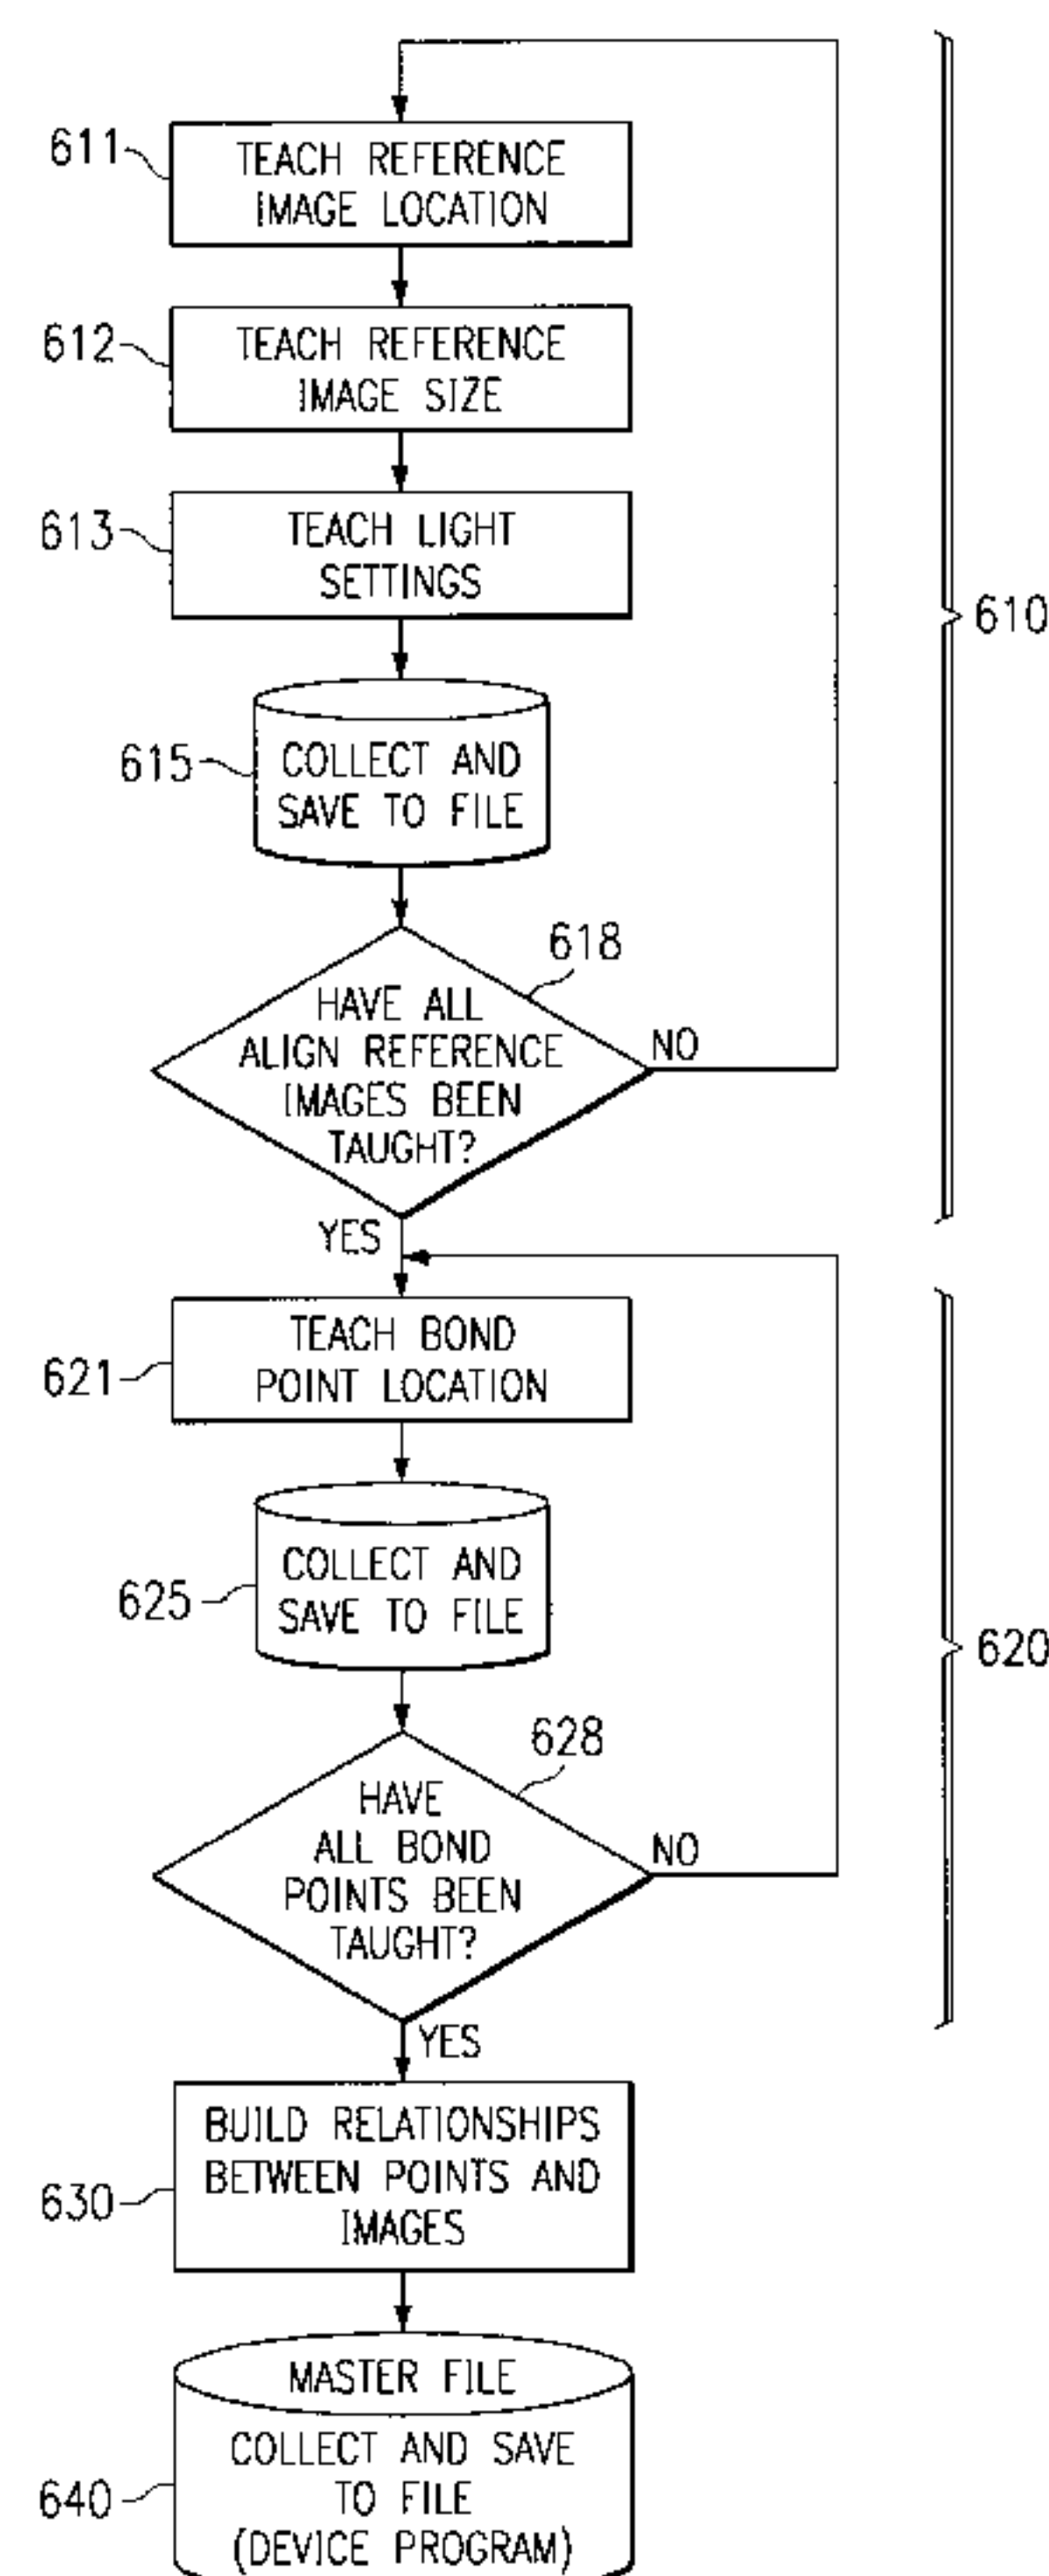 611
TEACH REFERENCE
IMAGE LOCATION
612
TEACH REFERENCE
IMAGE SIZE
613
TEACH LIGHT
SETTINGS
610
615
COLLECT AND
SAVE TO FILE
618
HAVE ALL
ALIGN REFERENCE
IMAGES BEEN
TAUGHT?
NO
YES
621
TEACH BOND
POINT LOCATION
625
COLLECT AND
SAVE TO FILE
620
628
HAVE
ALL BOND
POINTS BEEN
TAUGHT?
NO
YES
630
BUILD RELATIONSHIPS
BETWEEN POINTS AND
IMAGES
MASTER FILE
640
COLLECT AND SAVE
TO FILE
(DEVICE PROGRAM)